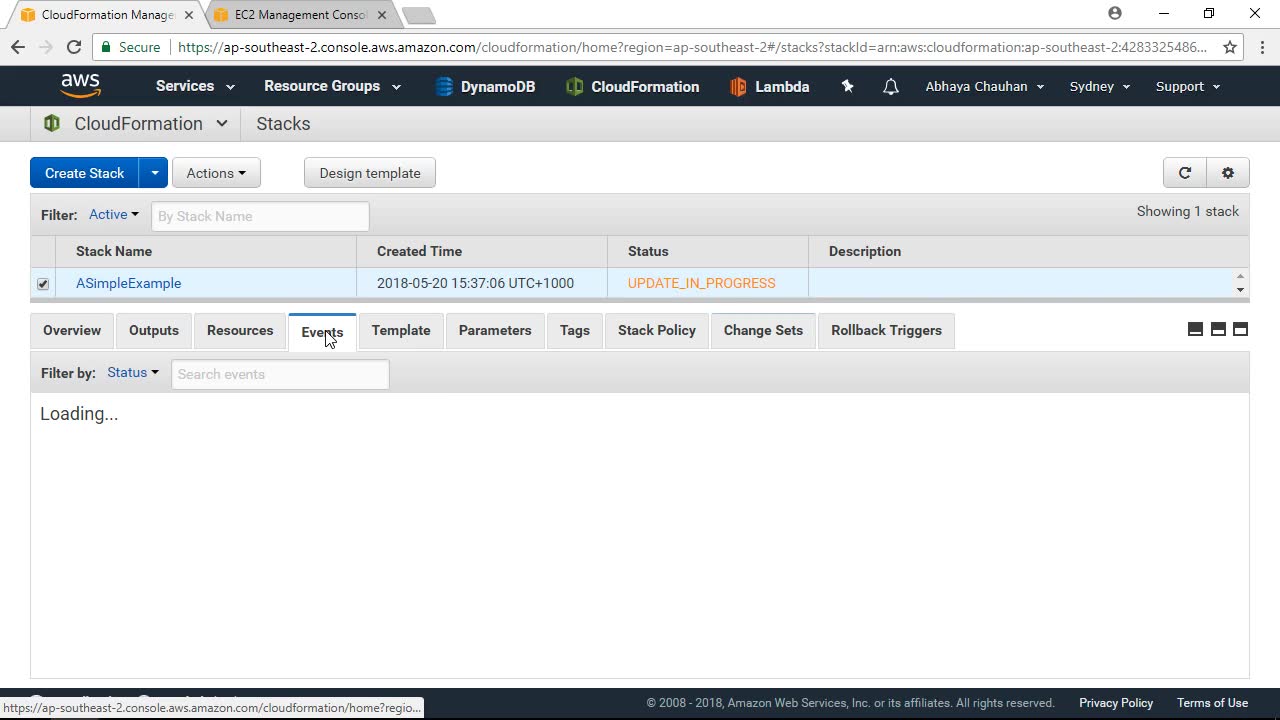 CloudFormation Manage
EC2 Management Consol
Secure
https://ap-southeast-2.console.aws.amazon.com/cloudformation/home?region=ap-southeast-2#/stacks?stackId=arn:aws:cloudformation:ap-southeast-2:4283325486...
aws
Services
Resource Groups
DynamoDB
CloudFormation
Lambda
Abhaya Chauhan
Sydney
Support
CloudFormation
Stacks
Create Stack
Actions
Design template
Filter: Active
By Stack Name
Showing 1 stack
Stack Name
Created Time
Status
Description
ASimpleExample
2018-05-20 15:37:06 UTC+1000
UPDATE_IN_PROGRESS
Overview
Outputs
Resources
Events
Template
Parameters
Tags
Stack Policy
Change Sets
Rollback Triggers
Filter by: Status
Search events
Loading...
https://ap-southeast-2.console.aws.amazon.com/cloudformation/home?regio...
© 2008 - 2018, Amazon Web Services, Inc. or its affiliates. All rights reserved.
Privacy Policy
Terms of Use